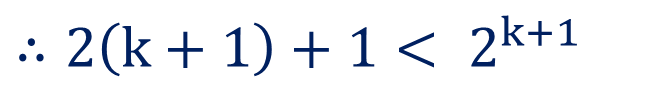 ∴ 2(k + 1) + 1 < 2^{k+1}